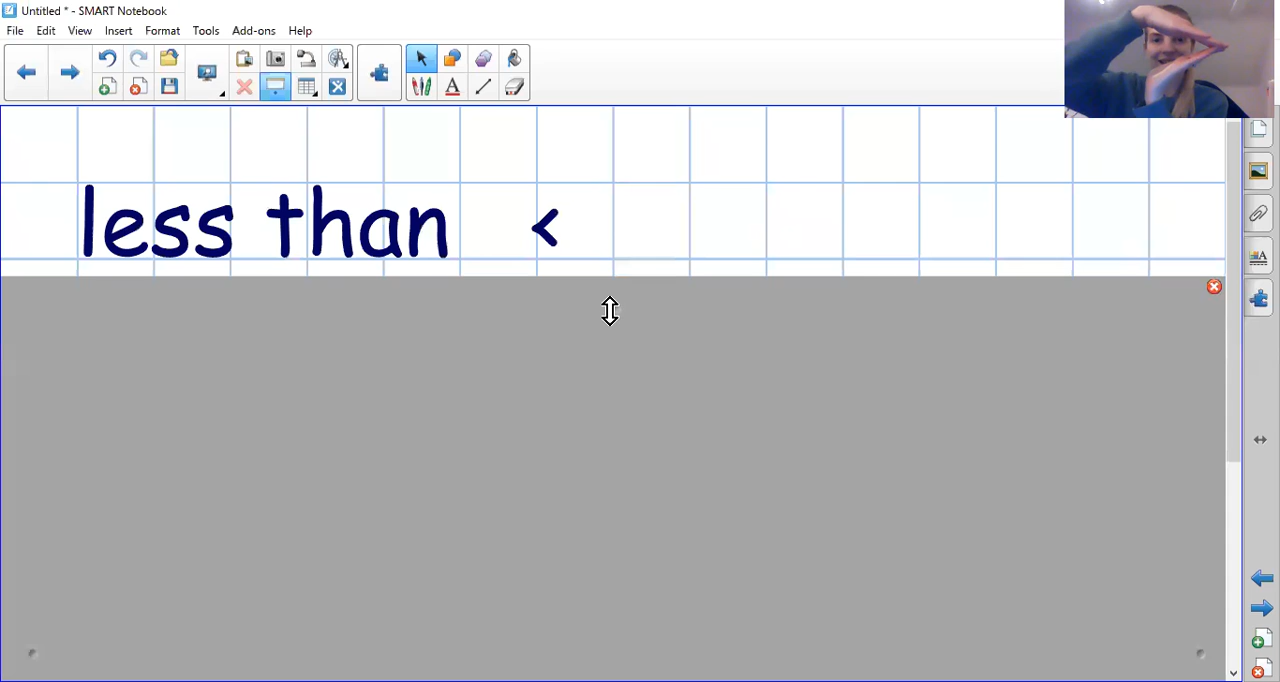 Untitled * - SMART Notebook
File Edit View Insert Format Tools Add-ons Help
less than <